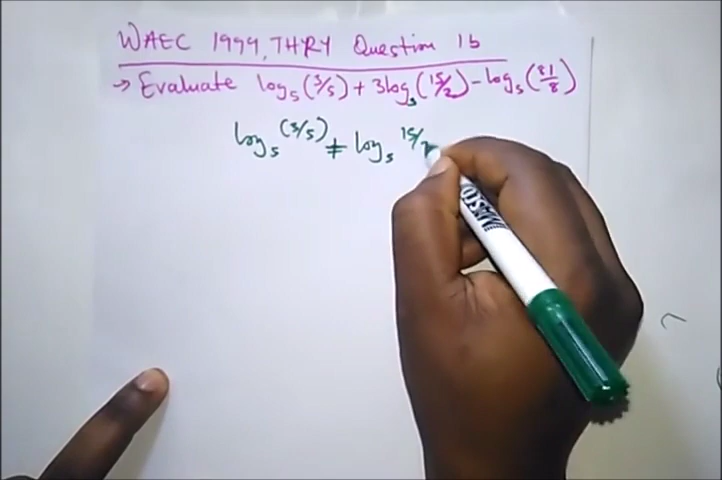 WAEC 1999, THRY Question 1b
→ Evaluate log₅(3/5) + 3log₅(15/2) - log₅(81/8)
log₅(3/5) + log₅ 15/2